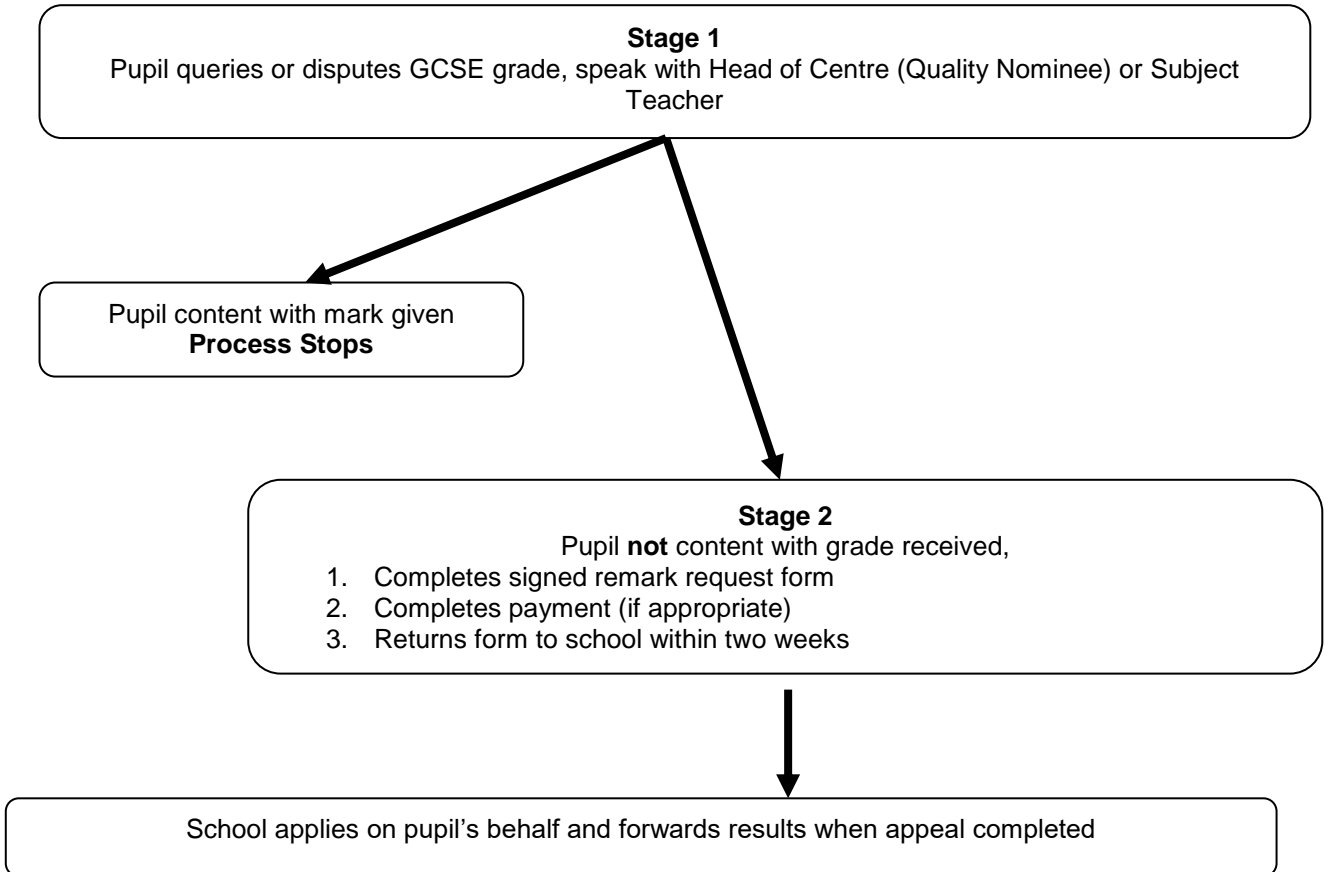 Stage 1
Pupil queries or disputes GCSE grade, speak with Head of Centre (Quality Nominee) or Subject
Teacher
Pupil content with mark given
Process Stops
Stage 2
Pupil not content with grade received,
1. Completes signed remark request form
2. Completes payment (if appropriate)
3. Returns form to school within two weeks
School applies on pupil's behalf and forwards results when appeal completed